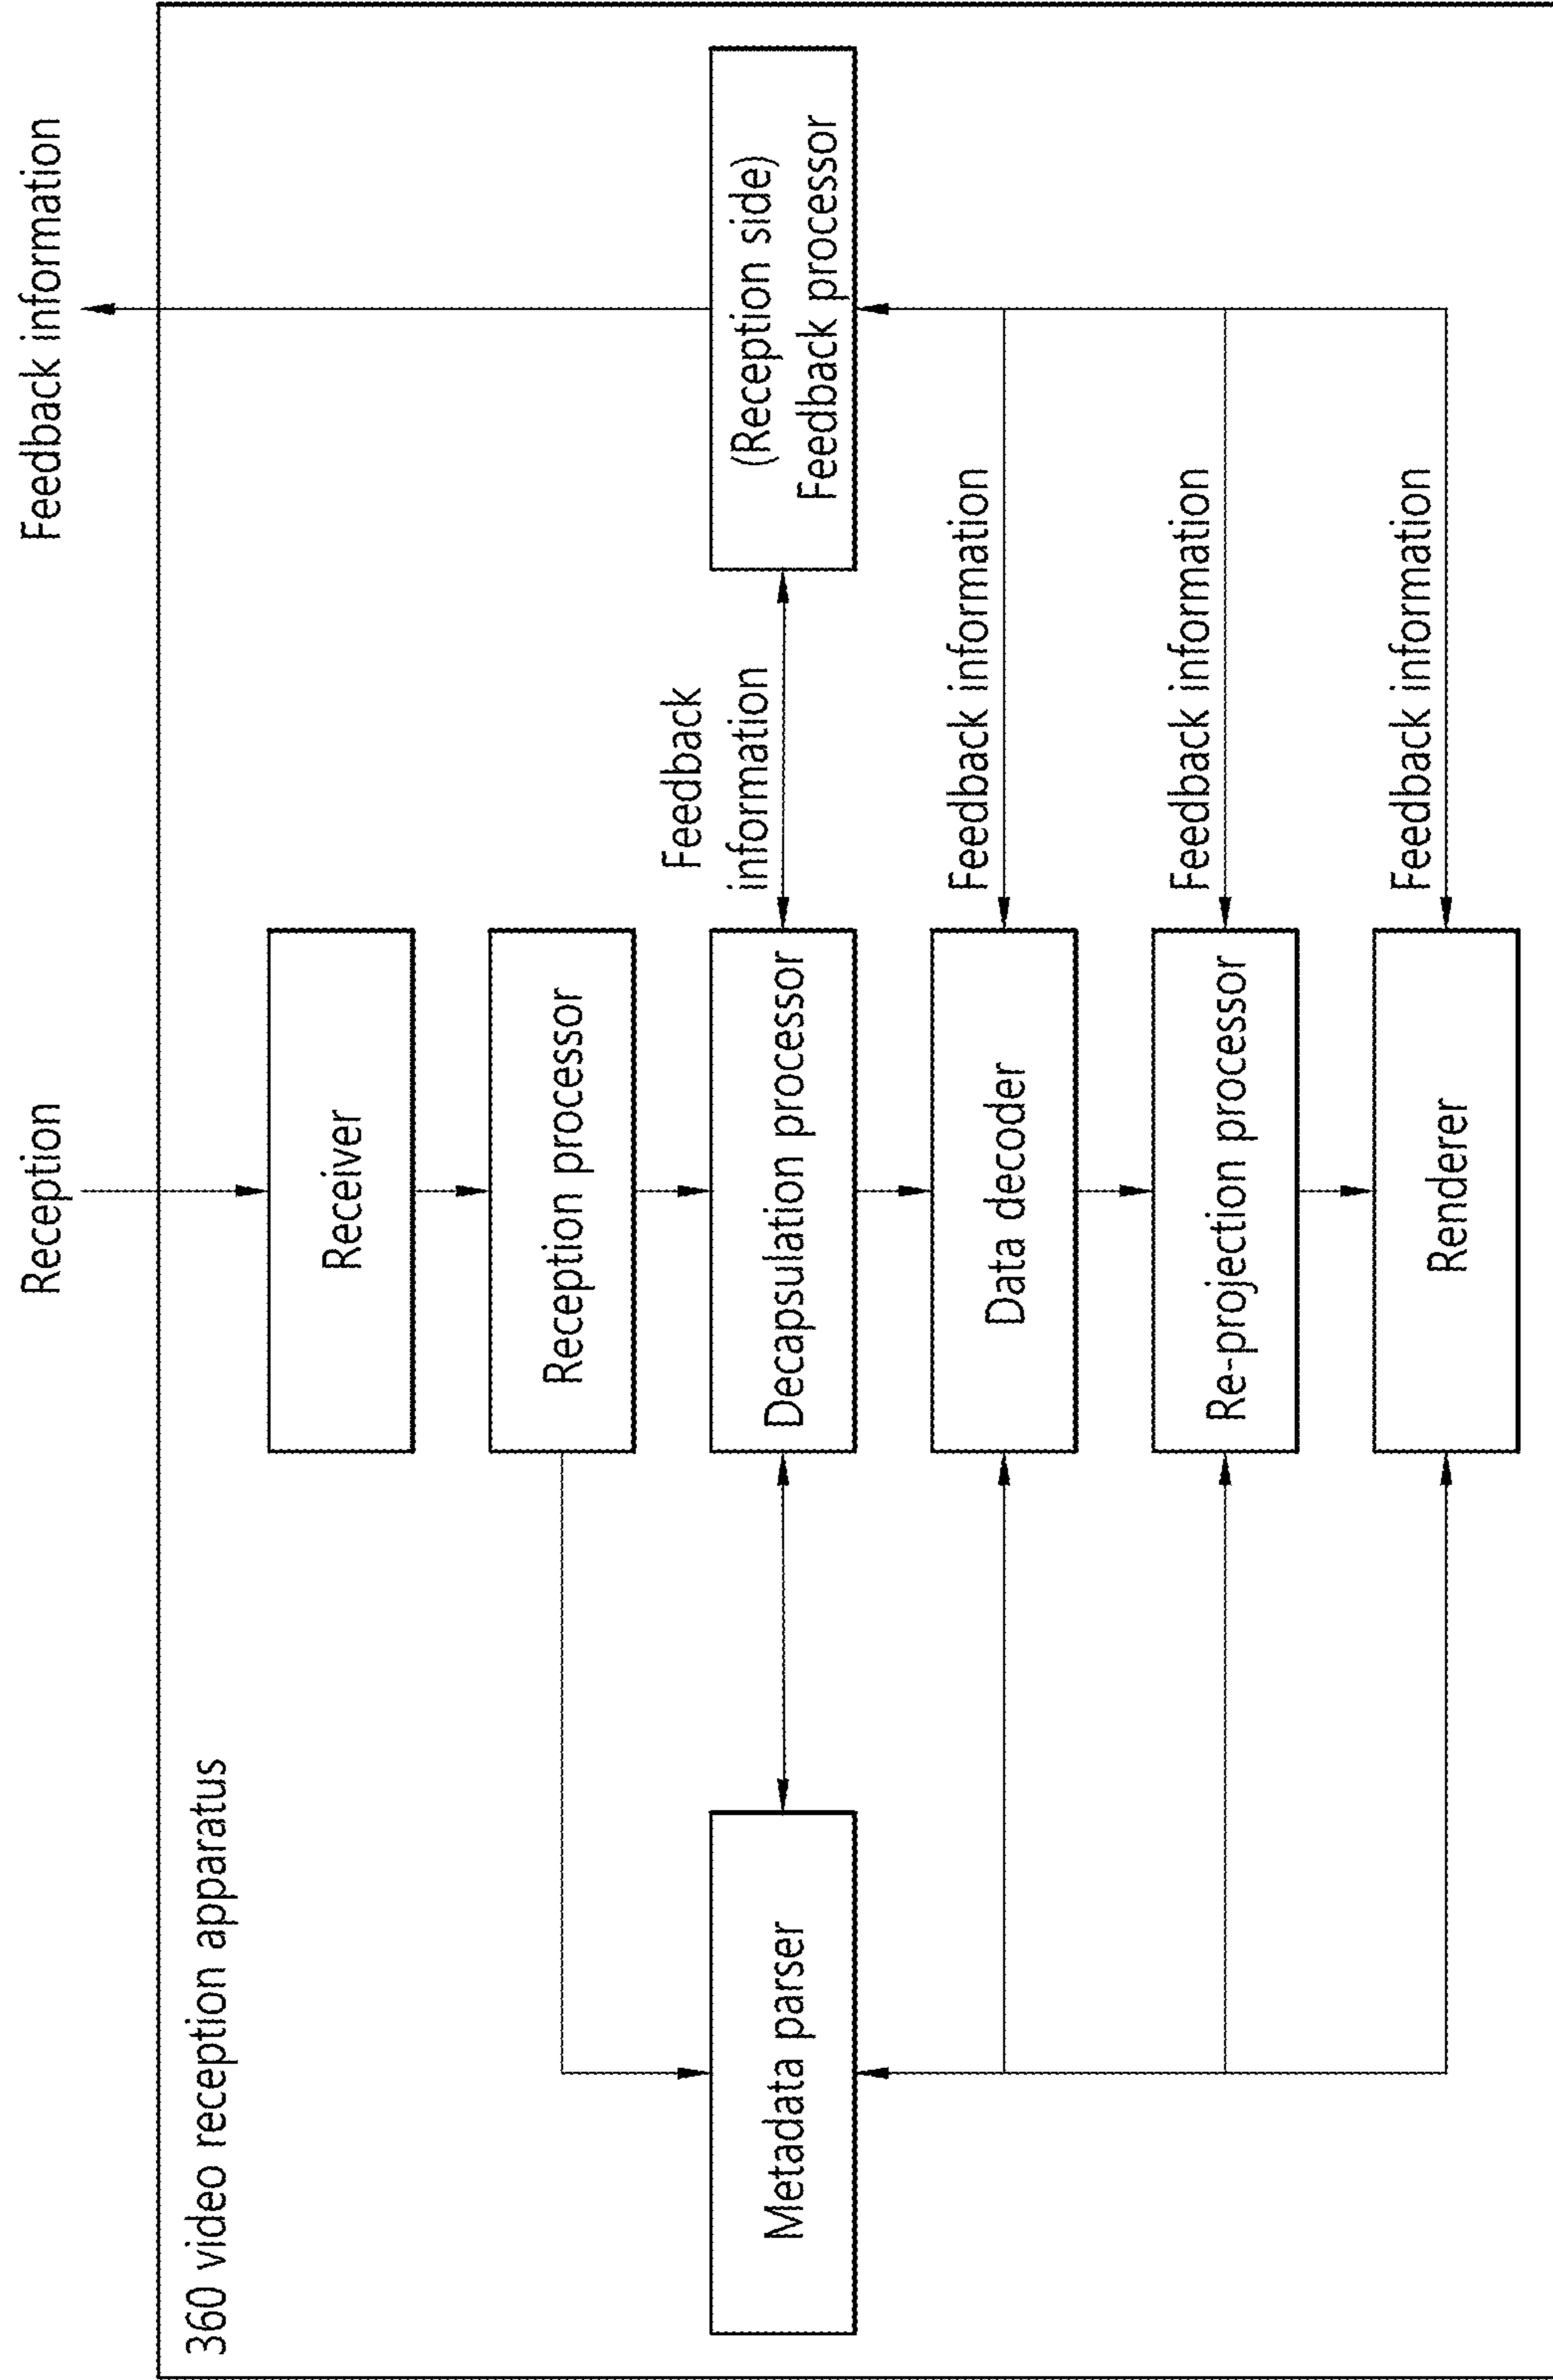 Reception
Feedback information
360 video reception apparatus
Receiver
Reception processor
Metadata parser
Decapsulation processor
Feedback
information
(Reception side)
Feedback processor
Data decoder
Feedback information
Re-projection processor
Feedback information
Renderer
Feedback information